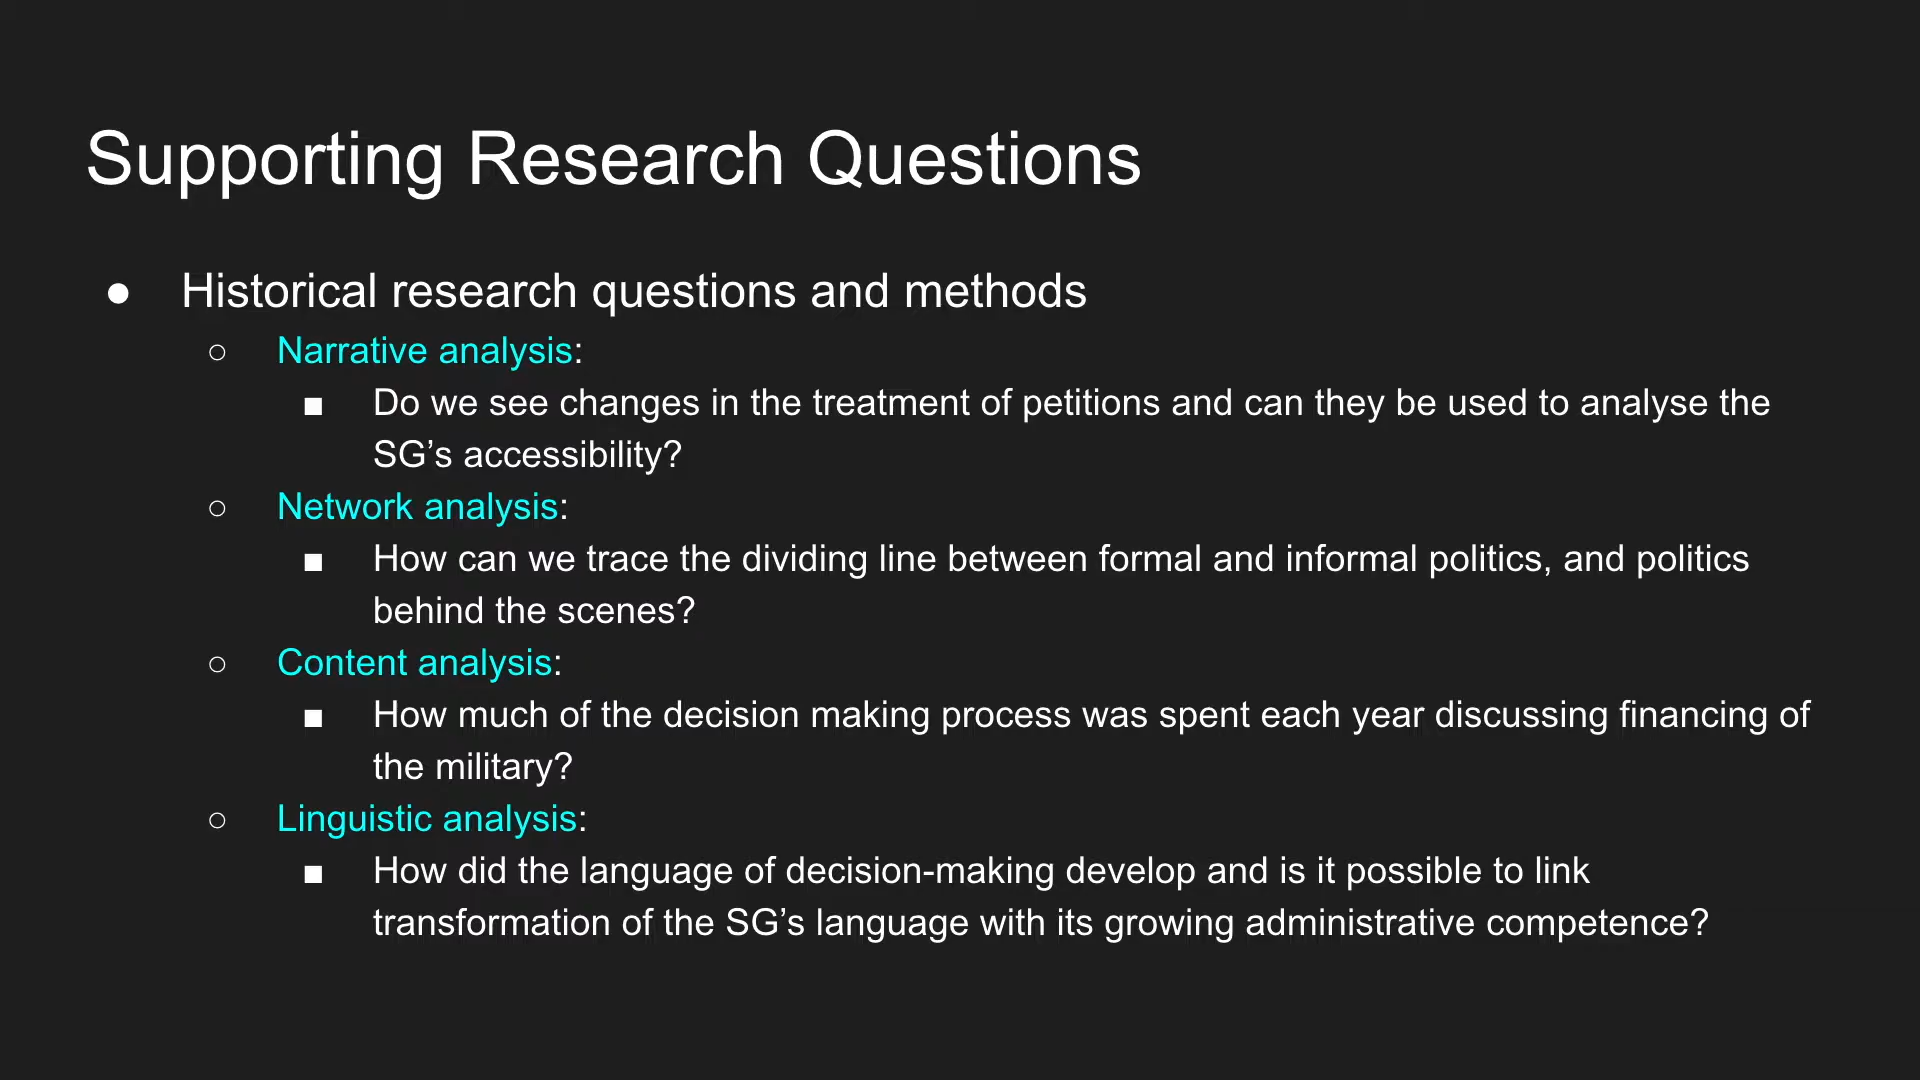 Supporting Research Questions
● Historical research questions and methods
○ Narrative analysis:
■ Do we see changes in the treatment of petitions and can they be used to analyse the
SG’s accessibility?
○ Network analysis:
■ How can we trace the dividing line between formal and informal politics, and politics
behind the scenes?
○ Content analysis:
■ How much of the decision making process was spent each year discussing financing of
the military?
○ Linguistic analysis:
■ How did the language of decision-making develop and is it possible to link
transformation of the SG’s language with its growing administrative competence?